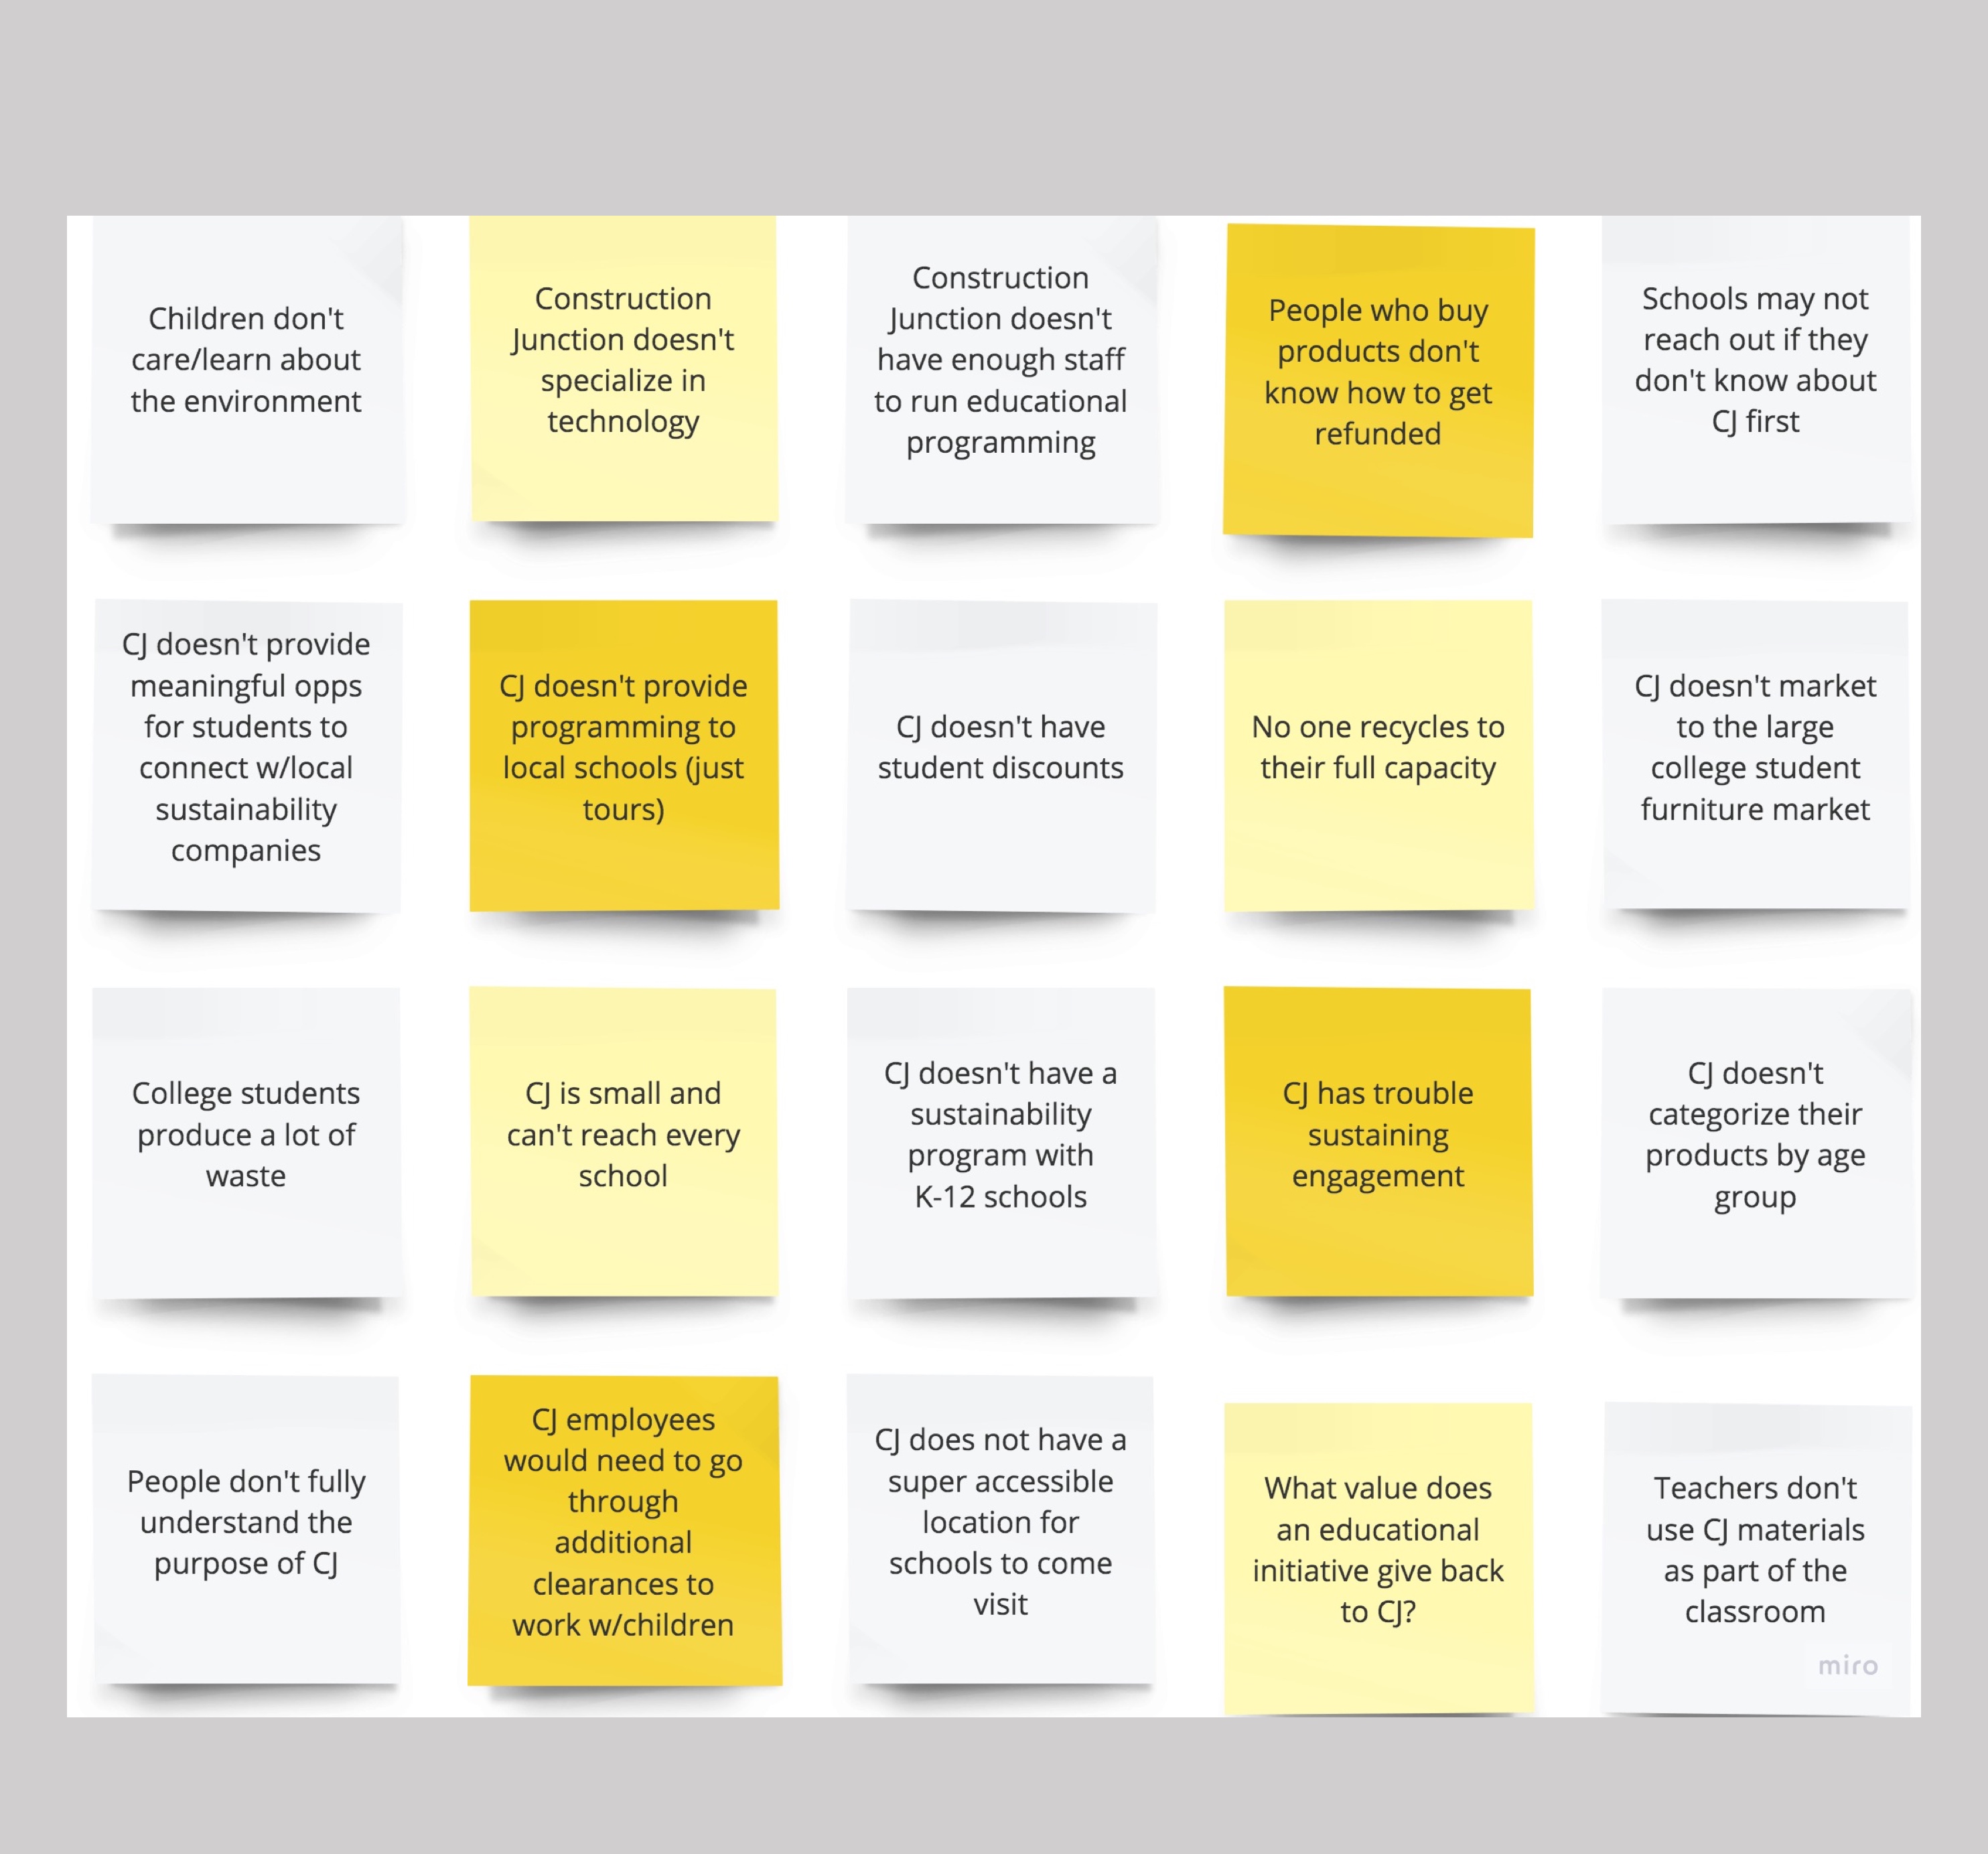 Children don't
care/learn about
the environment
Construction
Junction doesn't
specialize in
technology
Construction
Junction doesn't
have enough staff
to run educational
programming
People who buy
products don't
know how to get
refunded
Schools may not
reach out if they
don't know about
CJ first
CJ doesn't provide
meaningful opps
for students to
connect w/local
sustainability
companies
CJ doesn't provide
programming to
local schools (just
tours)
CJ doesn't have
student discounts
No one recycles to
their full capacity
CJ doesn't market
to the large
college student
furniture market
College students
produce a lot of
waste
CJ is small and
can't reach every
school
CJ doesn't have a
sustainability
program with
K-12 schools
CJ has trouble
sustaining
engagement
CJ doesn't
categorize their
products by age
group
People don't fully
understand the
purpose of CJ
CJ employees
would need to go
through
additional
clearances to
work w/children
CJ does not have a
super accessible
location for
schools to come
visit
What value does
an educational
initiative give back
to CJ?
Teachers don't
use CJ materials
as part of the
classroom
miro